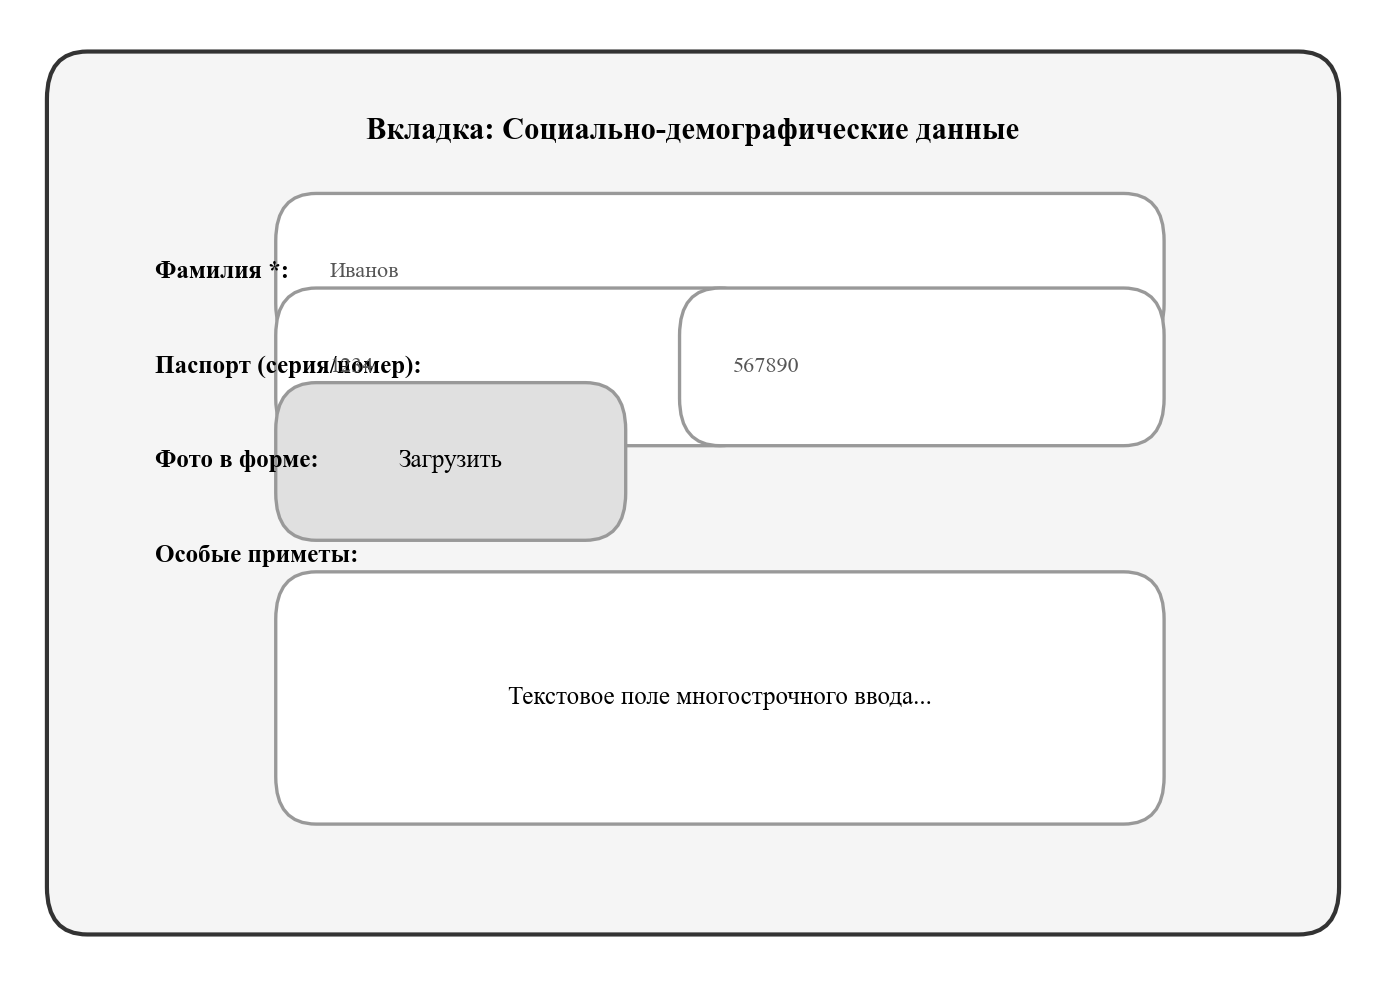 Вкладка: Социально-демографические данные
Фамилия *: Иванов
Паспорт (серия/номер): 1234 567890
Фото в форме: Загрузить
Особые приметы:
Текстовое поле многострочного ввода...